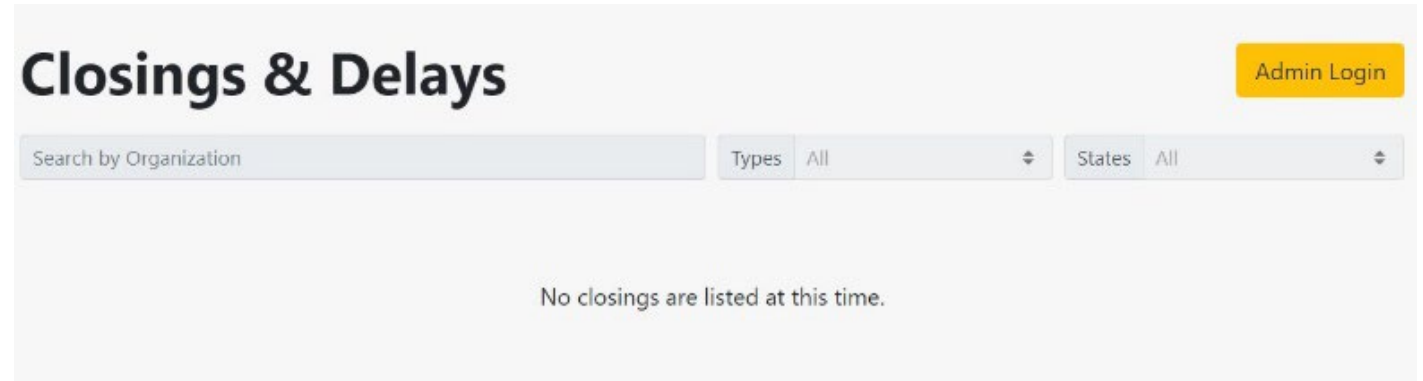 Closings & Delays
Admin Login
Search by Organization
Types All
States All
No closings are listed at this time.